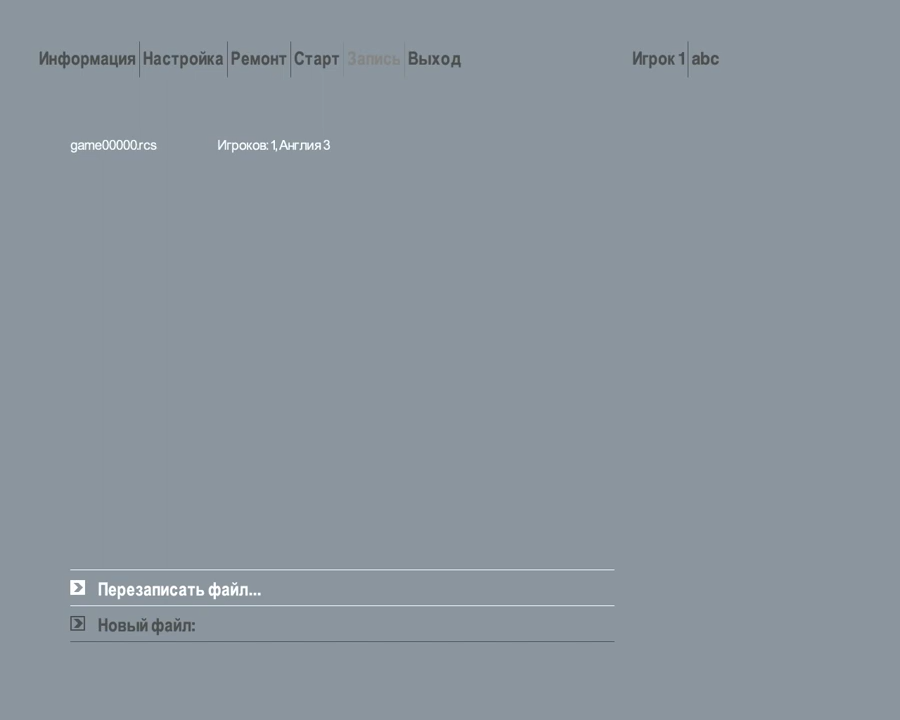 Информация Настройка Ремонт Старт Запись Выход Игрок 1 abc
game00000.rcs Игроков: 1, Англия 3
Перезаписать файл...
Новый файл: